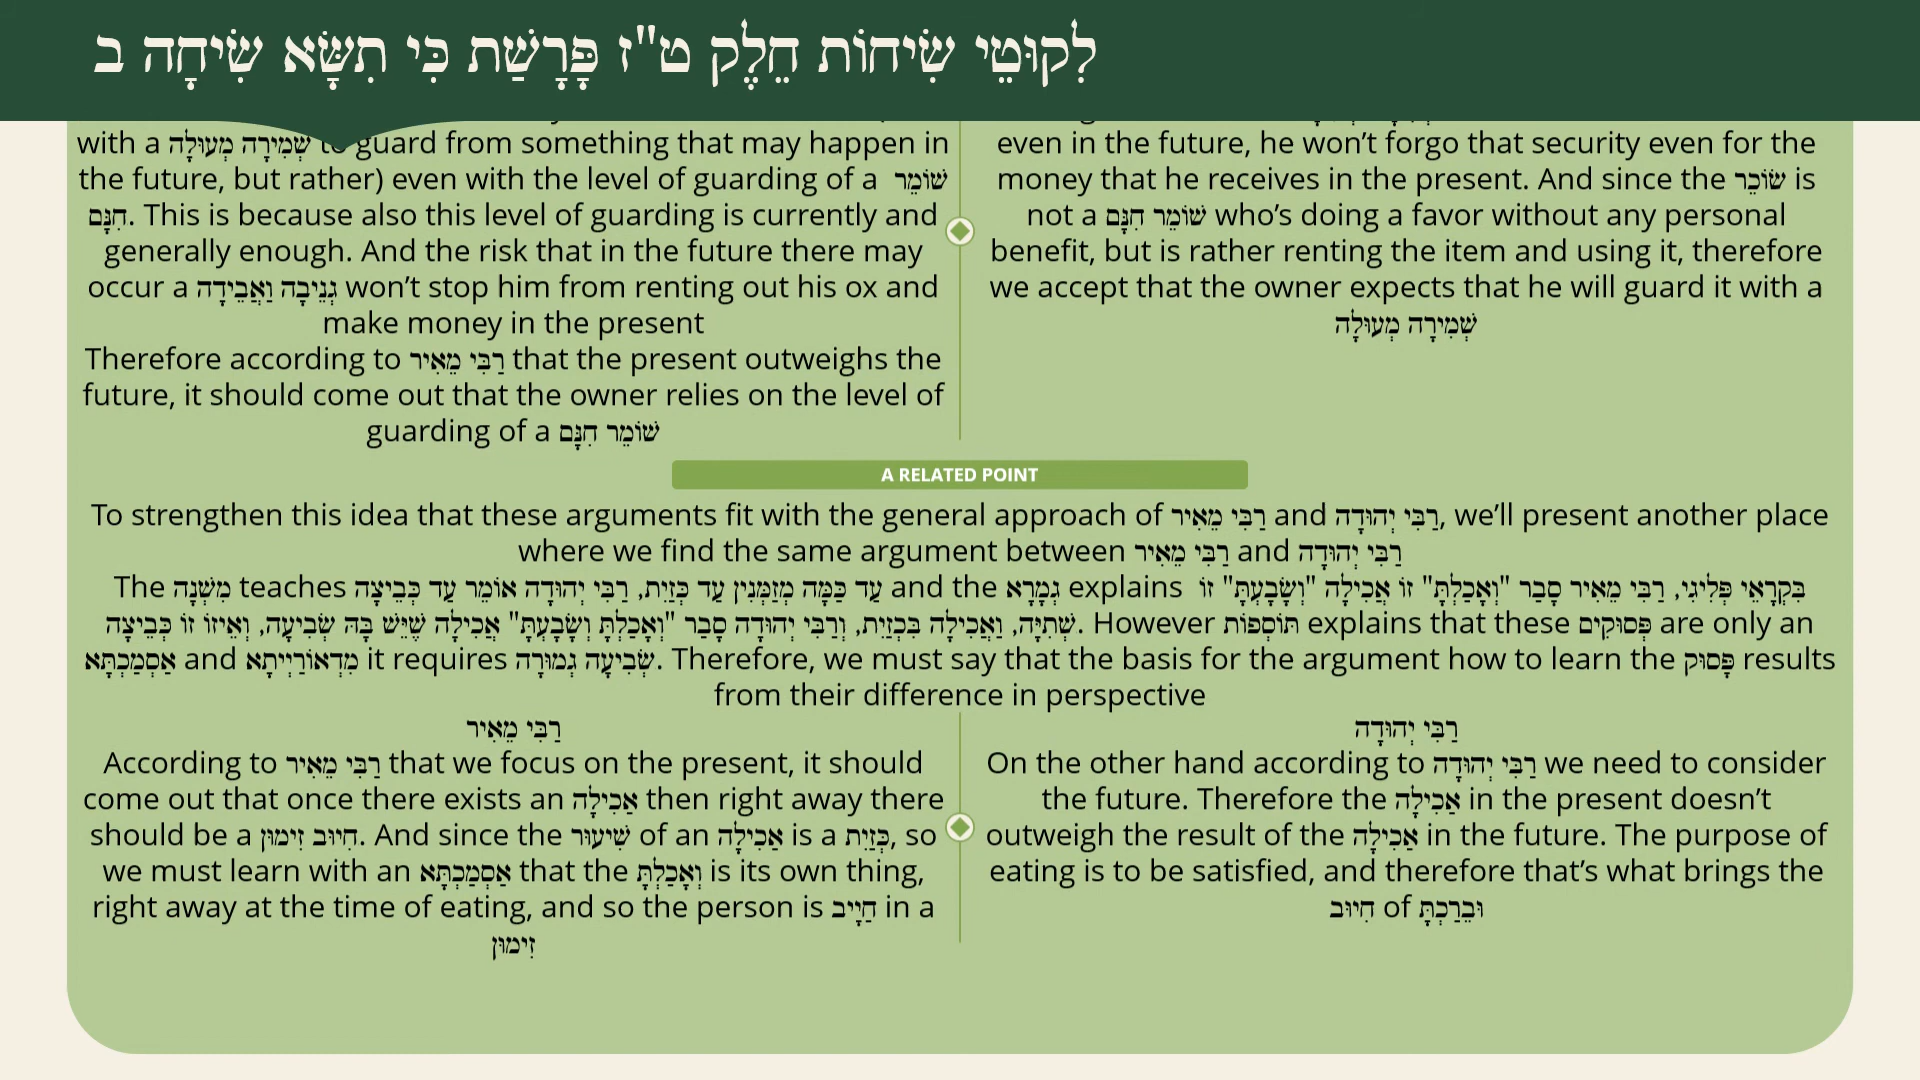 לִקוּטֵי שִׂיחוֹת חֵלֶק ט"ז פָּרָשַׁת כִּי תִשָּׂא שִׂיחָה ב
with a שְׁמִירָה מְעוּלָה to guard from something that may happen in
the future, but rather) even with the level of guarding of a שׁוֹמֵר
חִנָּם. This is because also this level of guarding is currently and
generally enough. And the risk that in the future there may
occur a גְנֵיבָה וַאֲבֵידָה won’t stop him from renting out his ox and
make money in the present
Therefore according to רַבִּי מֵאִיר that the present outweighs the
future, it should come out that the owner relies on the level of
guarding of a שׁוֹמֵר חִנָּם
even in the future, he won’t forgo that security even for the
money that he receives in the present. And since the שׂוֹכֵר is
not a שׁוֹמֵר חִנָּם who’s doing a favor without any personal
benefit, but is rather renting the item and using it, therefore
we accept that the owner expects that he will guard it with a
שְׁמִירָה מְעוּלָה
A RELATED POINT
To strengthen this idea that these arguments fit with the general approach of רַבִּי מֵאִיר and רַבִּי יְהוּדָה, we’ll present another place
where we find the same argument between רַבִּי מֵאִיר and רַבִּי יְהוּדָה
The מִשְׁנָה teaches עַד כַּמָּה מְזַמְּנִין עַד כְּזַיִת, רַבִּי יְהוּדָה אוֹמֵר עַד כְּבֵיצָה and the גְמָרָא explains בִּקְרָאֵי פְּלִיגִי, רַבִּי מֵאִיר סָבַר "וְאָכַלְתָּ" זוֹ אֲכִילָה "וְשָׂבָעְתָּ" זוֹ
שְׁתִיָּה, וַאֲכִילָה בִּכְזַיִת, וְרַבִּי יְהוּדָה סָבַר "וְאָכַלְתָּ וְשָׂבָעְתָּ" אֲכִילָה שֶׁיֵּשׁ בָּהּ שְׂבִיעָה, וְאֵיזוֹ זוֹ כְּבֵיצָה. However תּוֹסְפוֹת explains that these פְּסוּקִים are only an
אַסְמַכְתָּא and מִדְאוֹרַיְיתָא it requires שְׂבִיעָה גְמוּרָה. Therefore, we must say that the basis for the argument how to learn the פָּסוּק results
from their difference in perspective
רַבִּי מֵאִיר
According to רַבִּי מֵאִיר that we focus on the present, it should
come out that once there exists an אֲכִילָה then right away there
should be a חִיּוּב זִימוּן. And since the שִׁיעוּר of an אֲכִילָה is a כְּזַיִת, so
we must learn with an אַסְמַכְתָּא that the וְאָכַלְתָּ is its own thing,
right away at the time of eating, and so the person is חַיָּיב in a
זִימוּן
רַבִּי יְהוּדָה
On the other hand according to רַבִּי יְהוּדָה we need to consider
the future. Therefore the אֲכִילָה in the present doesn’t
outweigh the result of the אֲכִילָה in the future. The purpose of
eating is to be satisfied, and therefore that’s what brings the
חִיּוּב of וּבֵרַכְתָּ